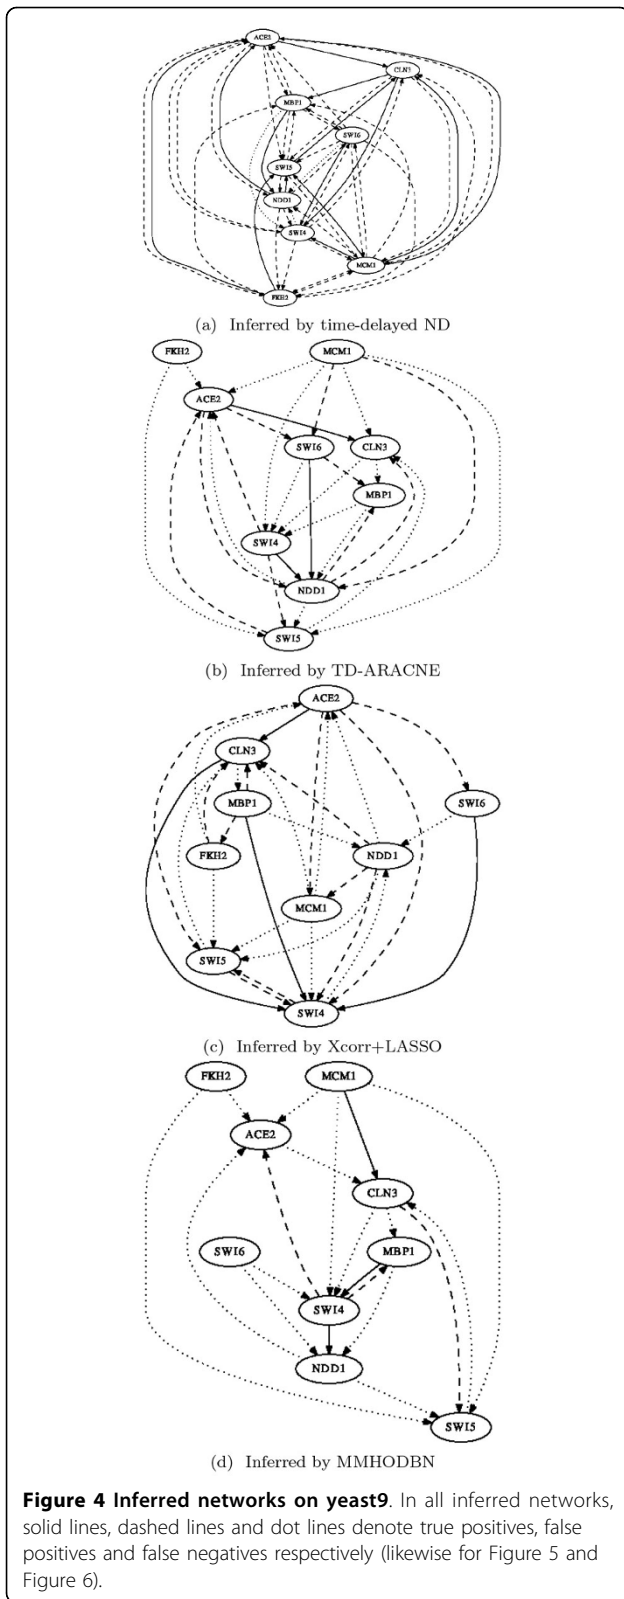 ACE2
CLN3
MBP1
SWI6
SWI5
NDD1
SWI4
MCM1
FKH2
(a) Inferred by time-delayed ND
FKH2
MCM1
ACE2
SWI6
CLN3
MBP1
SWI4
NDD1
SWI5
(b) Inferred by TD-ARACNE
ACE2
CLN3
MBP1
SWI6
FKH2
NDD1
MCM1
SWI5
SWI4
(c) Inferred by Xcorr+LASSO
FKH2
MCM1
ACE2
CLN3
SWI6
MBP1
SWI4
NDD1
SWI5
(d) Inferred by MMHODBN
Figure 4 Inferred networks on yeast9. In all inferred networks,
solid lines, dashed lines and dot lines denote true positives, false
positives and false negatives respectively (likewise for Figure 5 and
Figure 6).